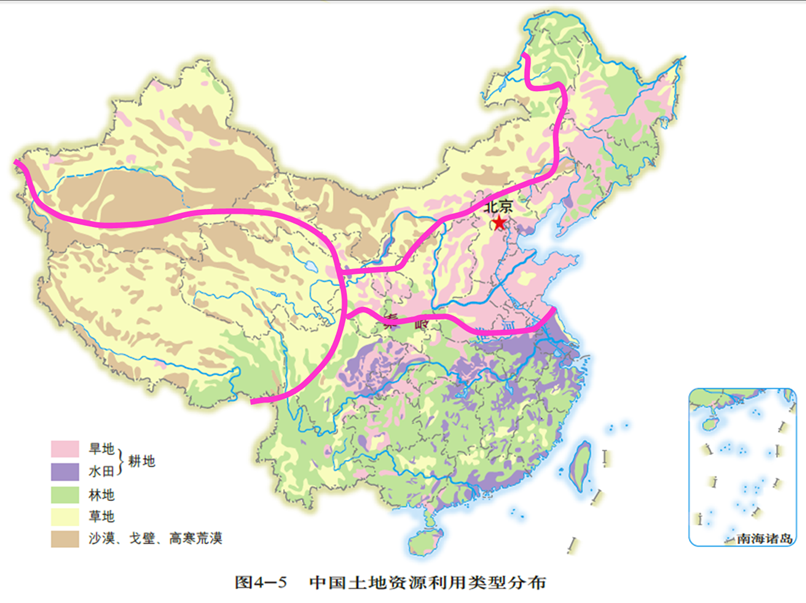 北京
秦 岭
旱地
水田
耕地
林地
草地
沙漠、戈壁、高寒荒漠
南海诸岛
图4—5 中国土地资源利用类型分布